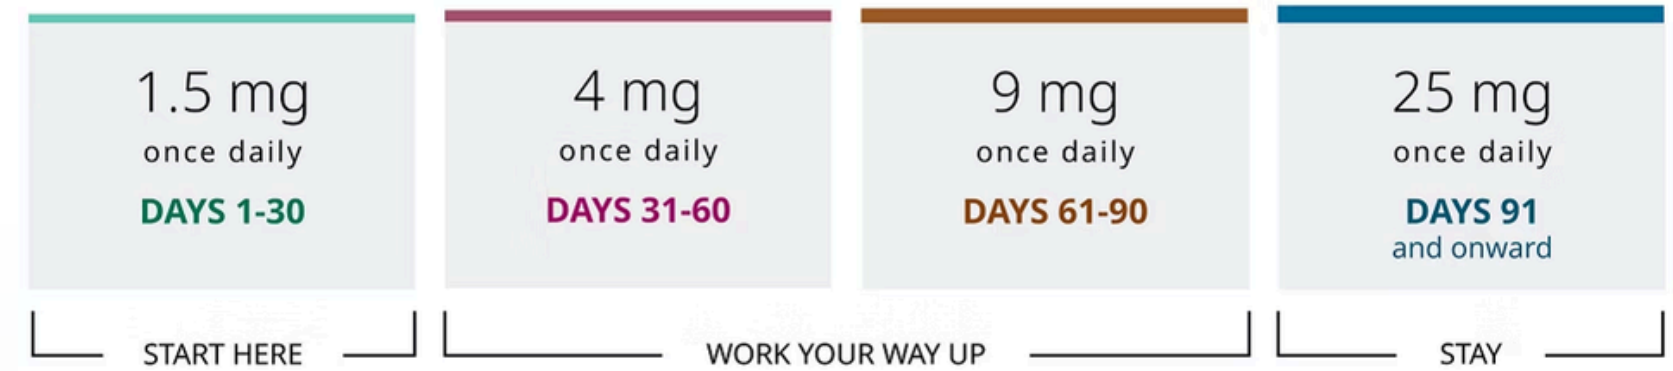 1.5 mg
once daily
DAYS 1-30
4 mg
once daily
DAYS 31-60
9 mg
once daily
DAYS 61-90
25 mg
once daily
DAYS 91
and onward
START HERE
WORK YOUR WAY UP
STAY